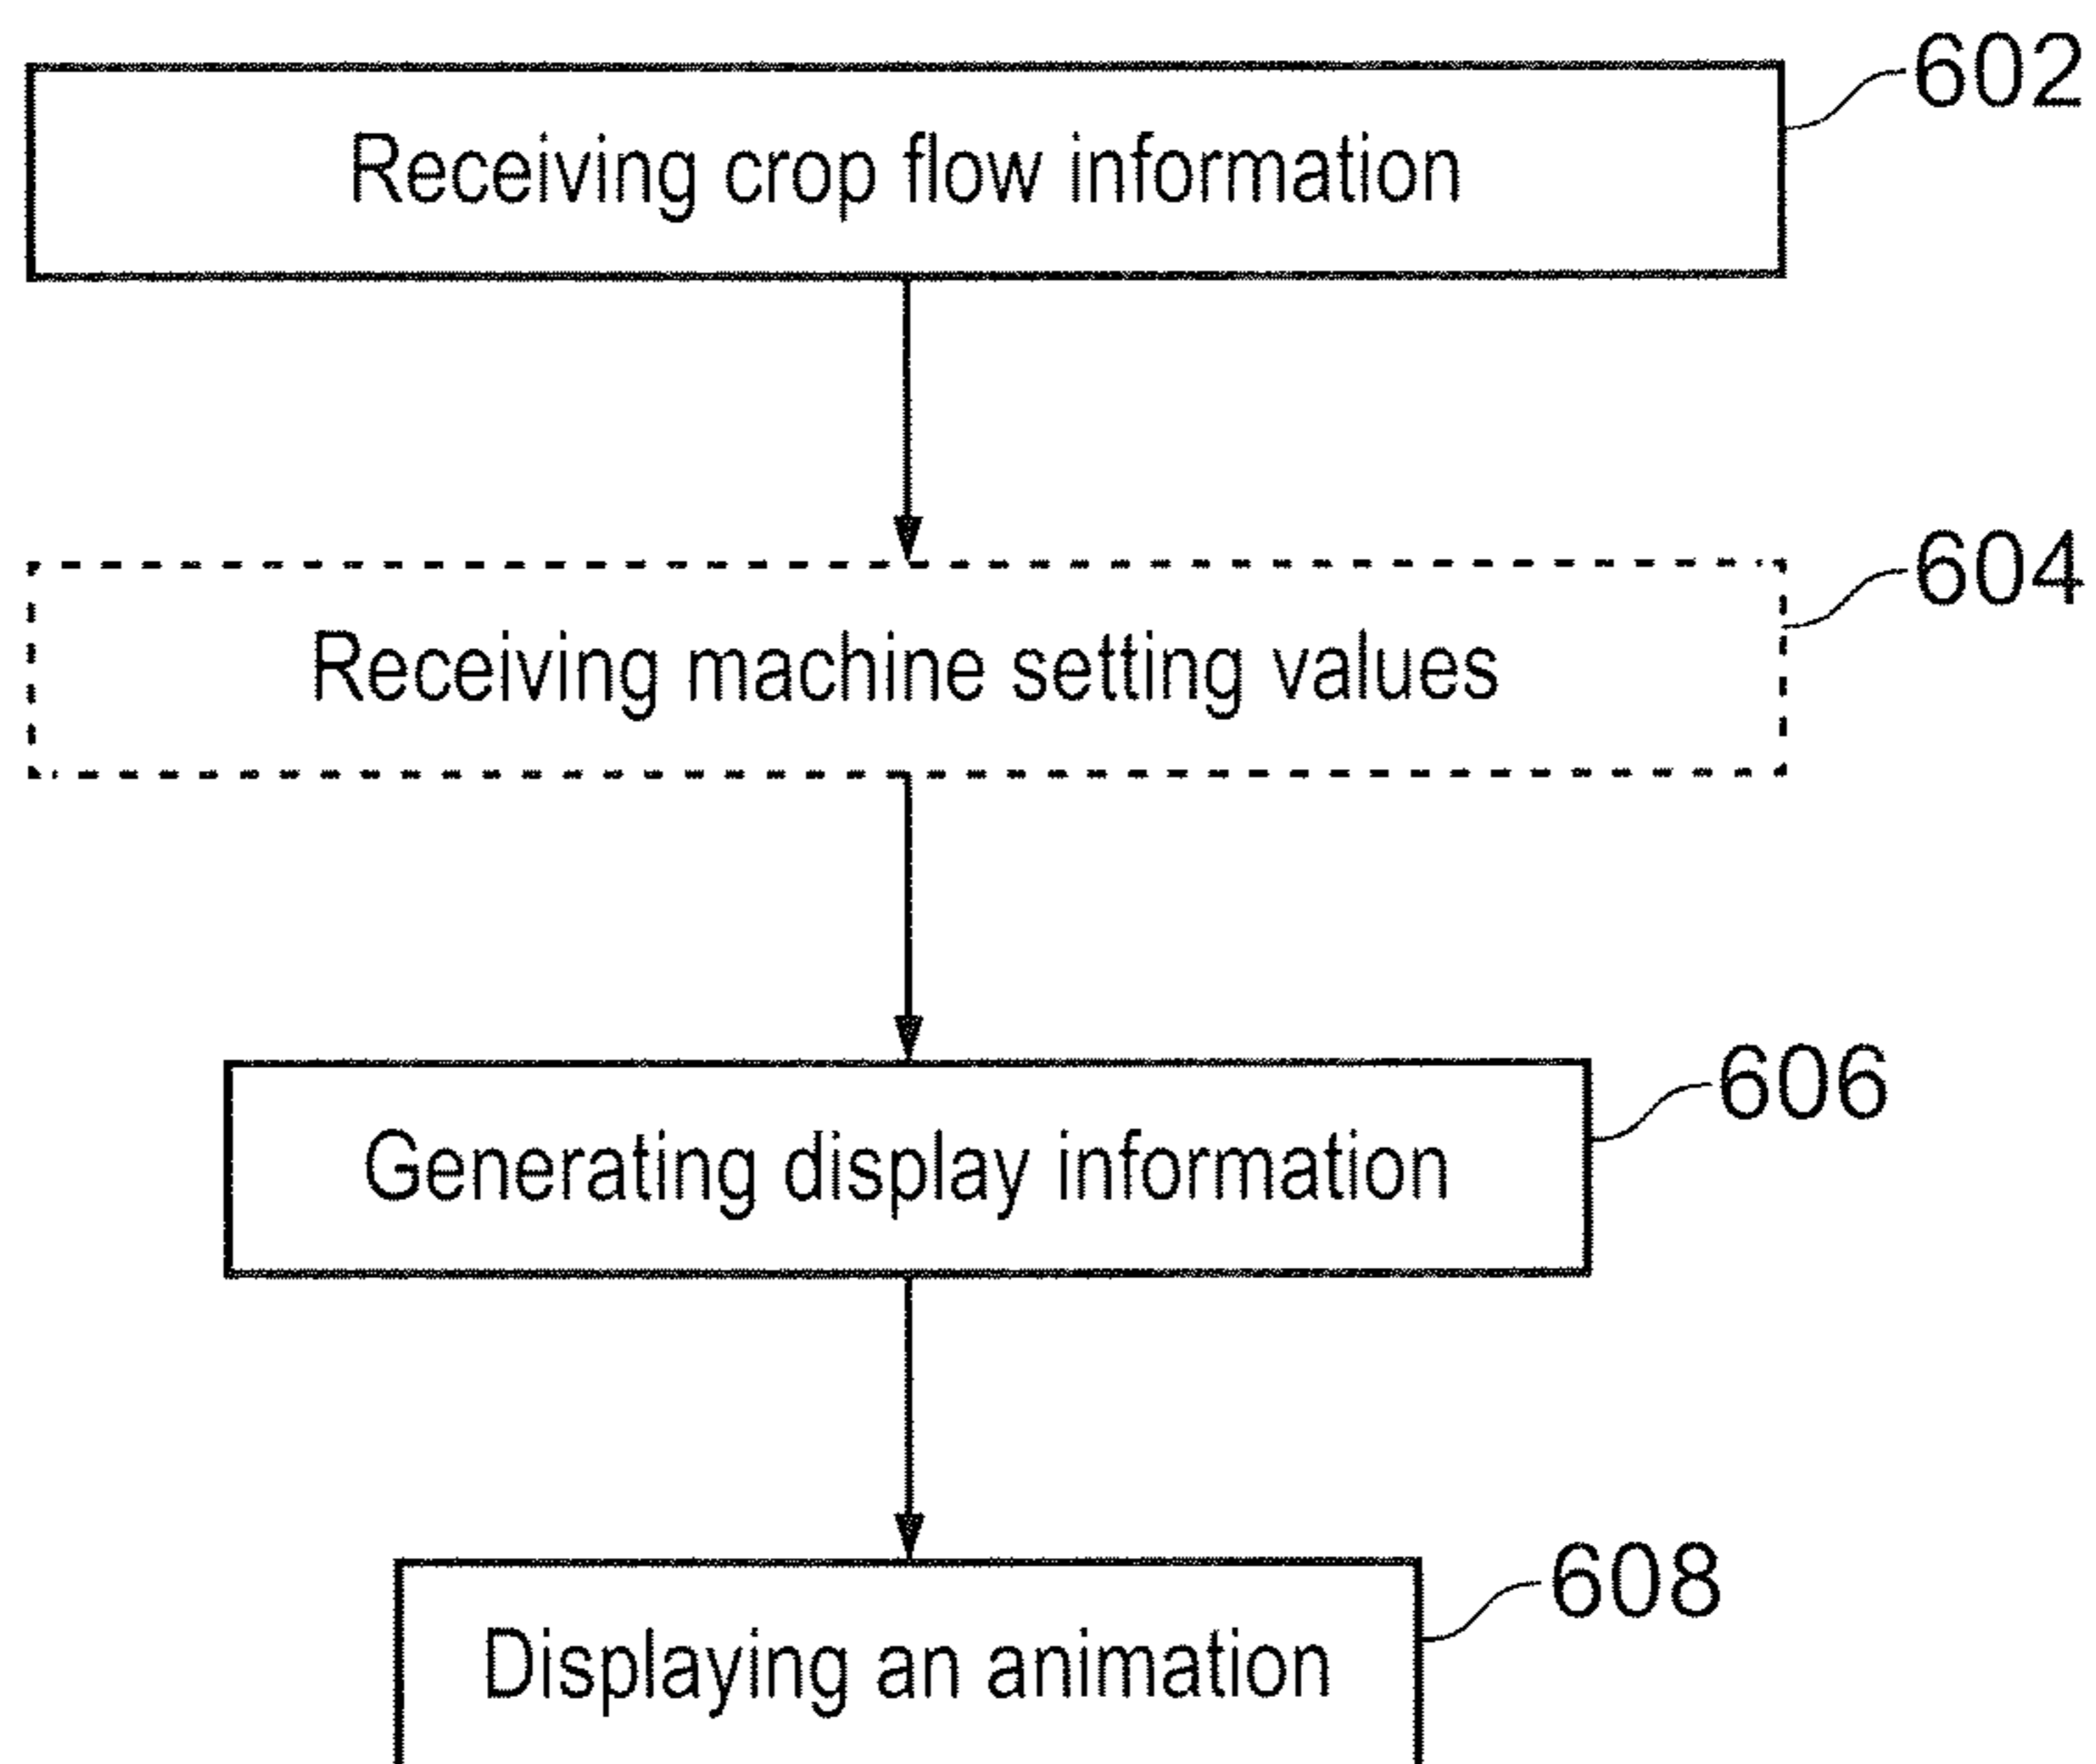 602
Receiving crop flow information
604
Receiving machine setting values
606
Generating display information
608
Displaying an animation